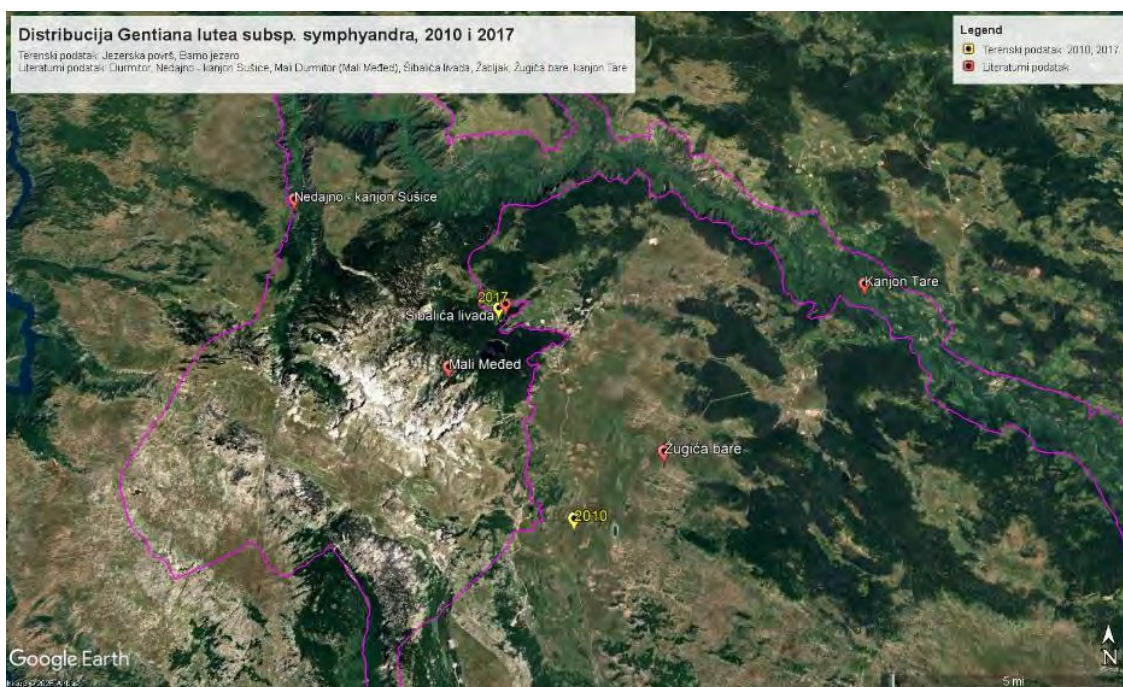 Distribucija Gentiana lutea subsp. symphyandra, 2010 i 2017
Terenski podatak: Jezerska površ, Barno jezero
Literaturni podatak: Durmitor, Nedajno - kanjon Sušice, Mali Durmitor (Mali Međed), Šibalića livada, Žabljak, Žugića bare, kanjon Tare
Legend
Terenski podatak: 2010, 2017
Literaturni podatak
Nedajno - kanjon Sušice
Kanjon Tare
2017
Šibalića livada
Mali Međed
Žugića bare
2010
Google Earth
N
5 mi